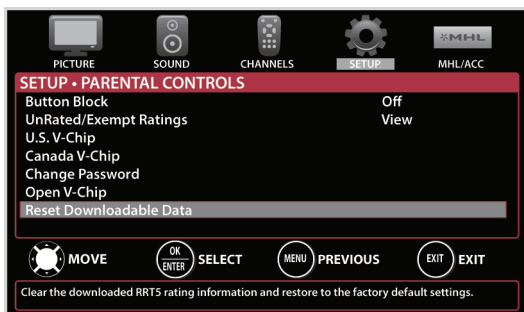 MHL
PICTURE SOUND CHANNELS SETUP MHL/ACC
SETUP • PARENTAL CONTROLS
Button Block Off
UnRated/Exempt Ratings View
U.S. V-Chip
Canada V-Chip
Change Password
Open V-Chip
Reset Downloadable Data
MOVE OK ENTER SELECT MENU PREVIOUS EXIT EXIT
Clear the downloaded RRT5 rating information and restore to the factory default settings.